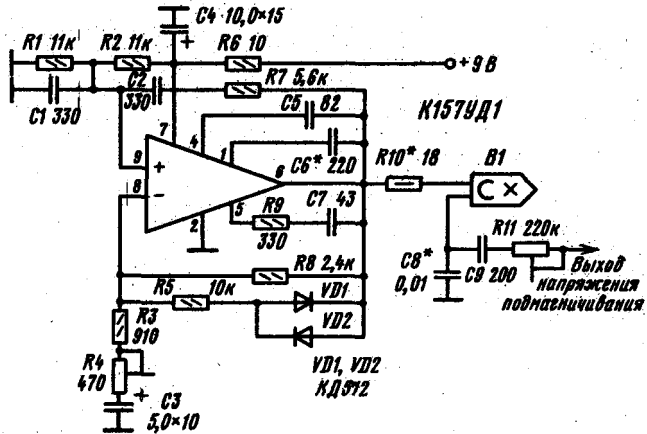 C4 10,0×15
R1 11к R2 11к R6 10
+9 В
C2
330
R7 5,6к
C1 330
C5 82
К157УД1
7
4
1
C6* 220
9
+
8
−
6
R10* 18
В1
2
5
R9
330
C7 43
R11 220к
C8*
0,01
C9 200
Выход
напряжения
подмагничивания
R8 2,4к
R5 10к
VD1
VD2
R3
910
R4
470
+
C3
5,0×10
VD1, VD2
КД912